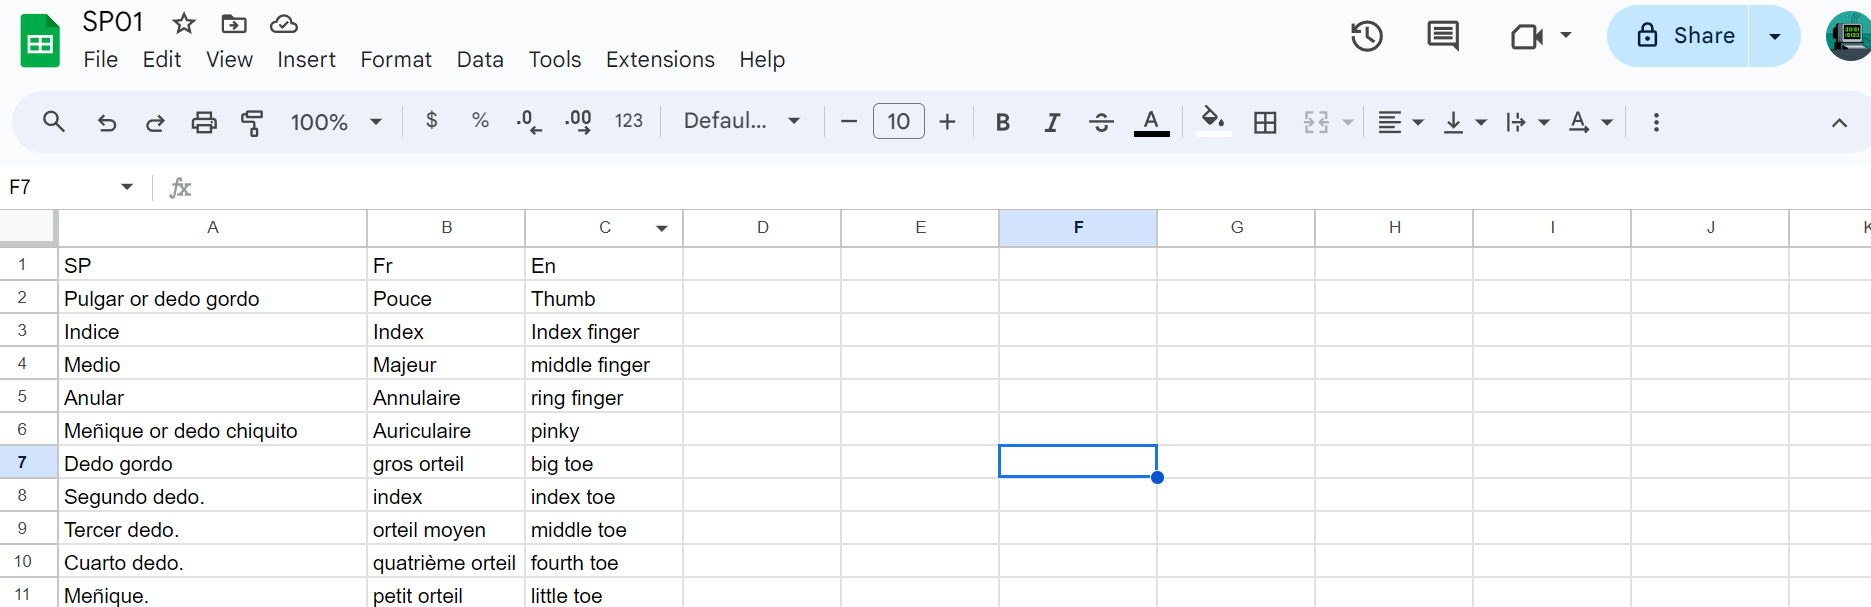 SP01
File Edit View Insert Format Data Tools Extensions Help
Share
100% $ % .0 .00 123 Defaul... 10 B I A A
F7 fx
A B C D E F G H I J K
1 SP Fr En
2 Pulgar or dedo gordo Pouce Thumb
3 Indice Index Index finger
4 Medio Majeur middle finger
5 Anular Annulaire ring finger
6 Meñique or dedo chiquito Auriculaire pinky
7 Dedo gordo gros orteil big toe
8 Segundo dedo. index index toe
9 Tercer dedo. orteil moyen middle toe
10 Cuarto dedo. quatrième orteil fourth toe
11 Meñique. petit orteil little toe